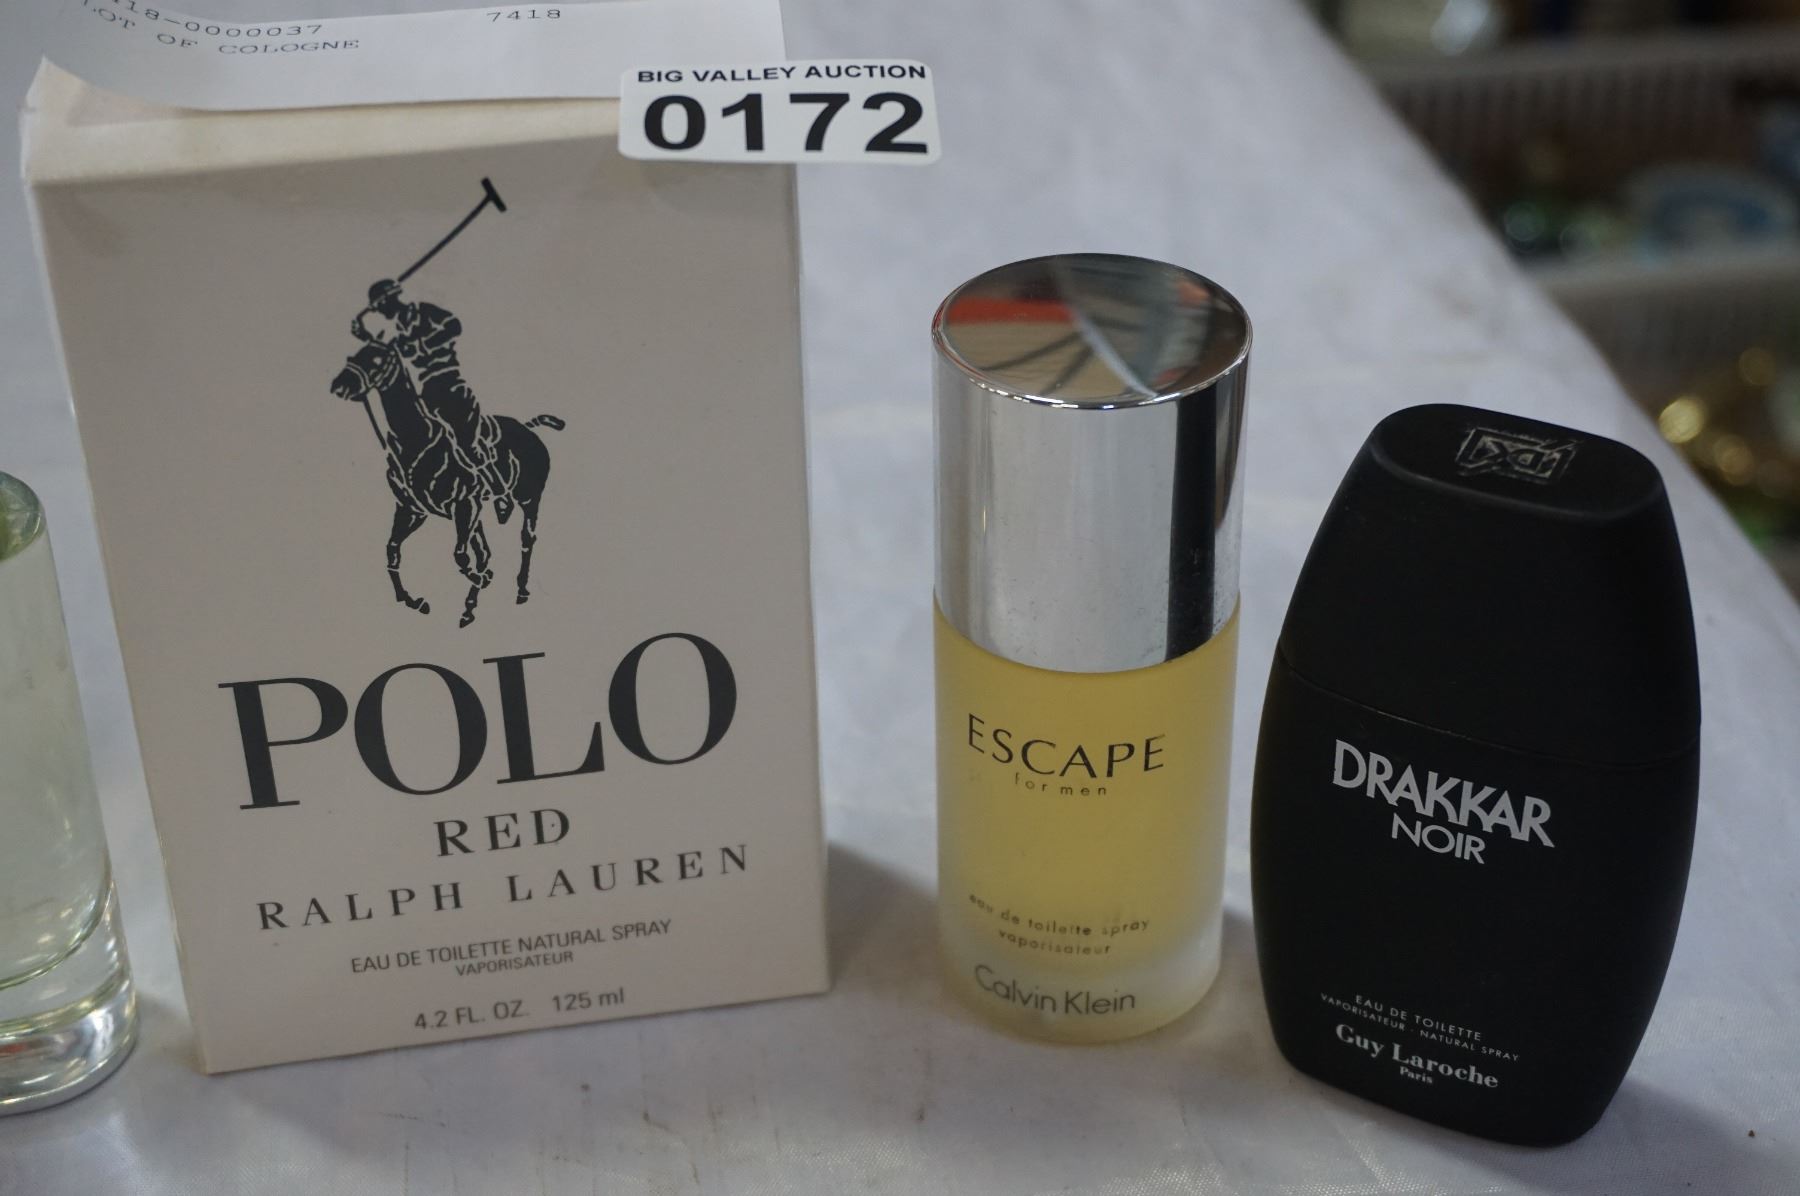 18-0000037 7418
LOT OF COLOGNE
BIG VALLEY AUCTION
0172
POLO
RED
RALPH LAUREN
EAU DE TOILETTE NATURAL SPRAY
VAPORISATEUR
4.2 FL. OZ. 125 ml
ESCAPE
for men
eau de toilette spray
vaporisateur
Calvin Klein
DRAKKAR
NOIR
EAU DE TOILETTE
VAPORISATEUR · NATURAL SPRAY
Guy Laroche
Paris